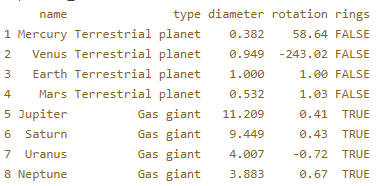 name type diameter rotation rings
1 Mercury Terrestrial planet 0.382 58.64 FALSE
2 Venus Terrestrial planet 0.949 -243.02 FALSE
3 Earth Terrestrial planet 1.000 1.00 FALSE
4 Mars Terrestrial planet 0.532 1.03 FALSE
5 Jupiter Gas giant 11.209 0.41 TRUE
6 Saturn Gas giant 9.449 0.43 TRUE
7 Uranus Gas giant 4.007 -0.72 TRUE
8 Neptune Gas giant 3.883 0.67 TRUE